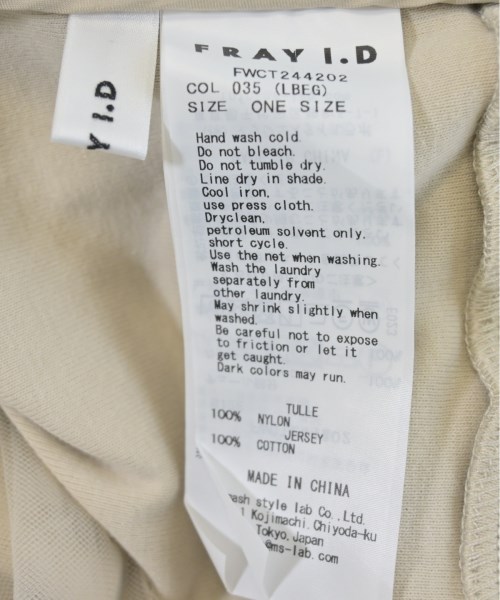 FRAY I.D
FWCT244202
COL 035 (LBEG)
SIZE ONE SIZE
Hand wash cold.
Do not bleach.
Do not tumble dry.
Line dry in shade.
Cool iron,
use press cloth.
Dryclean,
petroleum solvent only,
short cycle.
Use the net when washing.
Wash the laundry
separately from
other laundry.
May shrink slightly when
washed.
Be careful not to expose
to friction or let it
get caught.
Dark colors may run.
TULLE
100% NYLON
JERSEY
100% COTTON
MADE IN CHINA
ash style lab Co., Ltd.
1 Kojimachi, Chiyoda-ku
Tokyo, Japan
@ms-lab.com
Y I.D